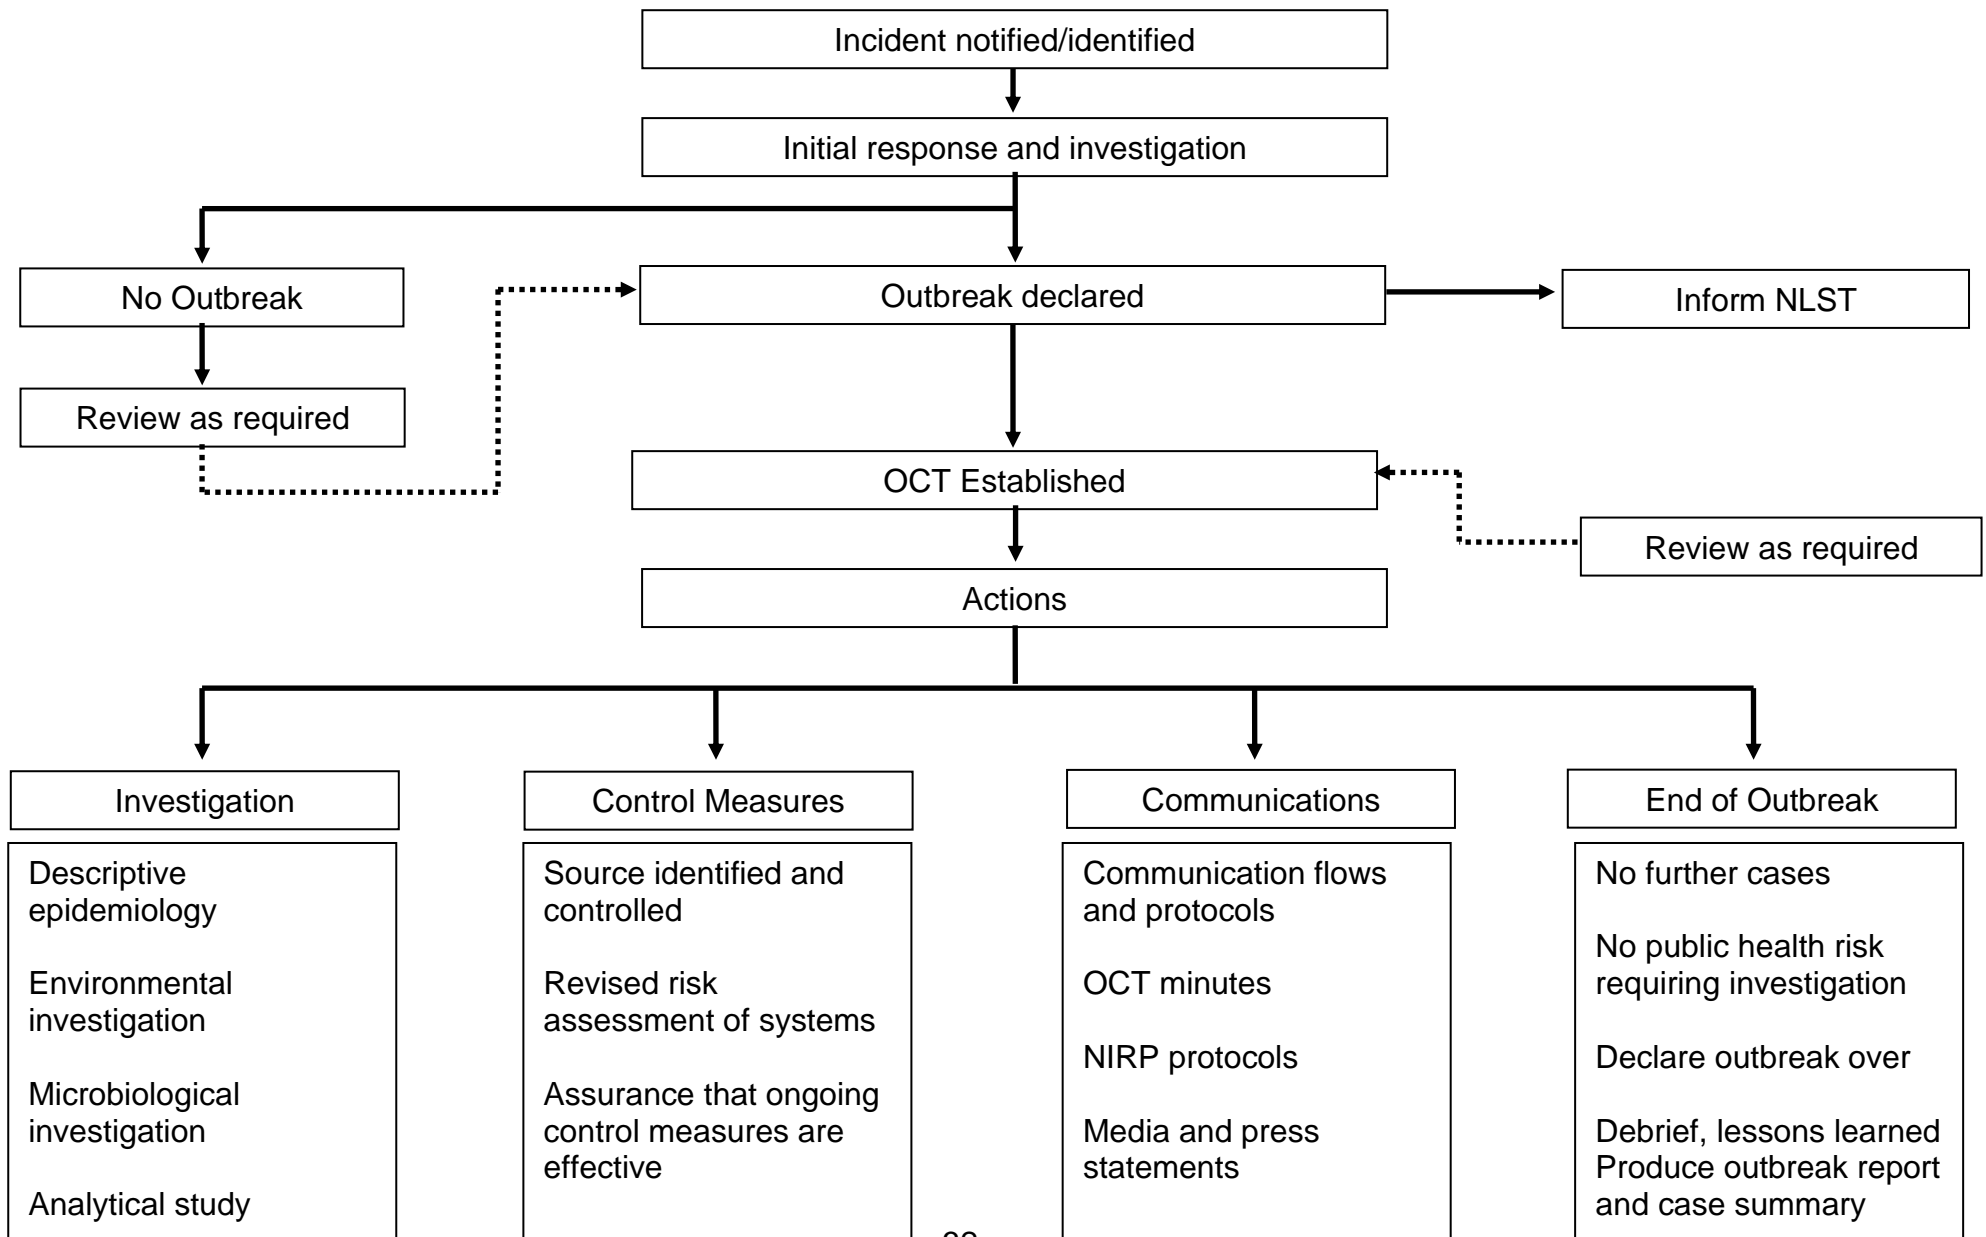 Incident notified/identified
Initial response and investigation
No Outbreak
Outbreak declared
Inform NLST
Review as required
OCT Established
Review as required
Actions
Investigation
Descriptive
epidemiology
Environmental
investigation
Microbiological
investigation
Analytical study
Control Measures
Source identified and
controlled
Revised risk
assessment of systems
Assurance that ongoing
control measures are
effective
Communications
Communication flows
and protocols
OCT minutes
NIRP protocols
Media and press
statements
End of Outbreak
No further cases
No public health risk
requiring investigation
Declare outbreak over
Debrief, lessons learned
Produce outbreak report
and case summary